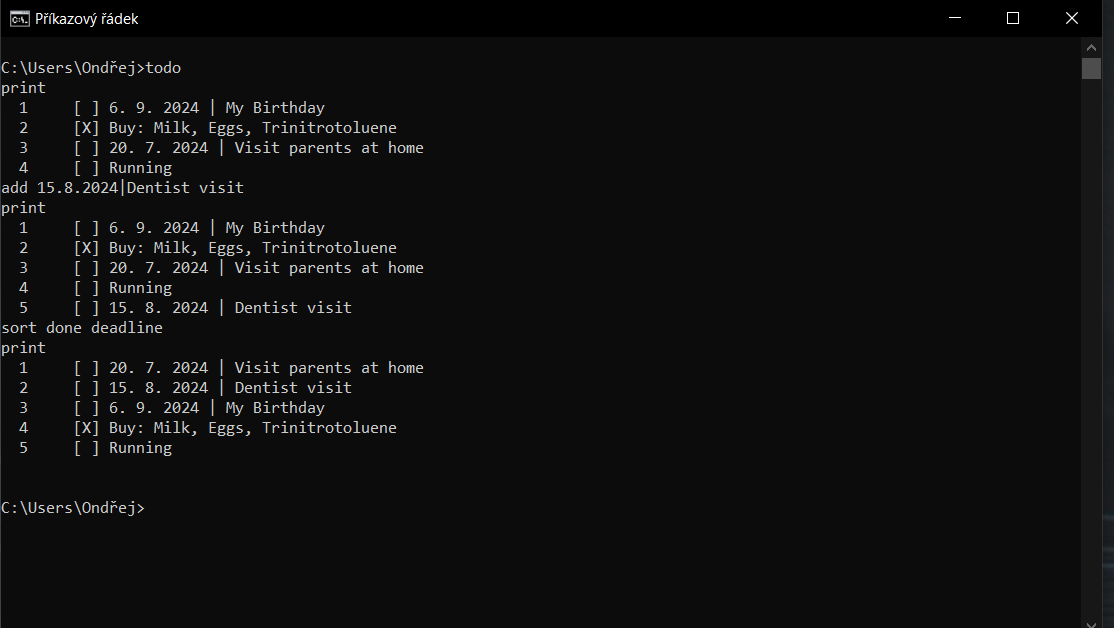 Příkazový řádek
C:\Users\Ondřej>todo
print
  1     [ ] 6. 9. 2024 | My Birthday
  2     [X] Buy: Milk, Eggs, Trinitrotoluene
  3     [ ] 20. 7. 2024 | Visit parents at home
  4     [ ] Running
add 15.8.2024|Dentist visit
print
  1     [ ] 6. 9. 2024 | My Birthday
  2     [X] Buy: Milk, Eggs, Trinitrotoluene
  3     [ ] 20. 7. 2024 | Visit parents at home
  4     [ ] Running
  5     [ ] 15. 8. 2024 | Dentist visit
sort done deadline
print
  1     [ ] 20. 7. 2024 | Visit parents at home
  2     [ ] 15. 8. 2024 | Dentist visit
  3     [ ] 6. 9. 2024 | My Birthday
  4     [X] Buy: Milk, Eggs, Trinitrotoluene
  5     [ ] Running
C:\Users\Ondřej>